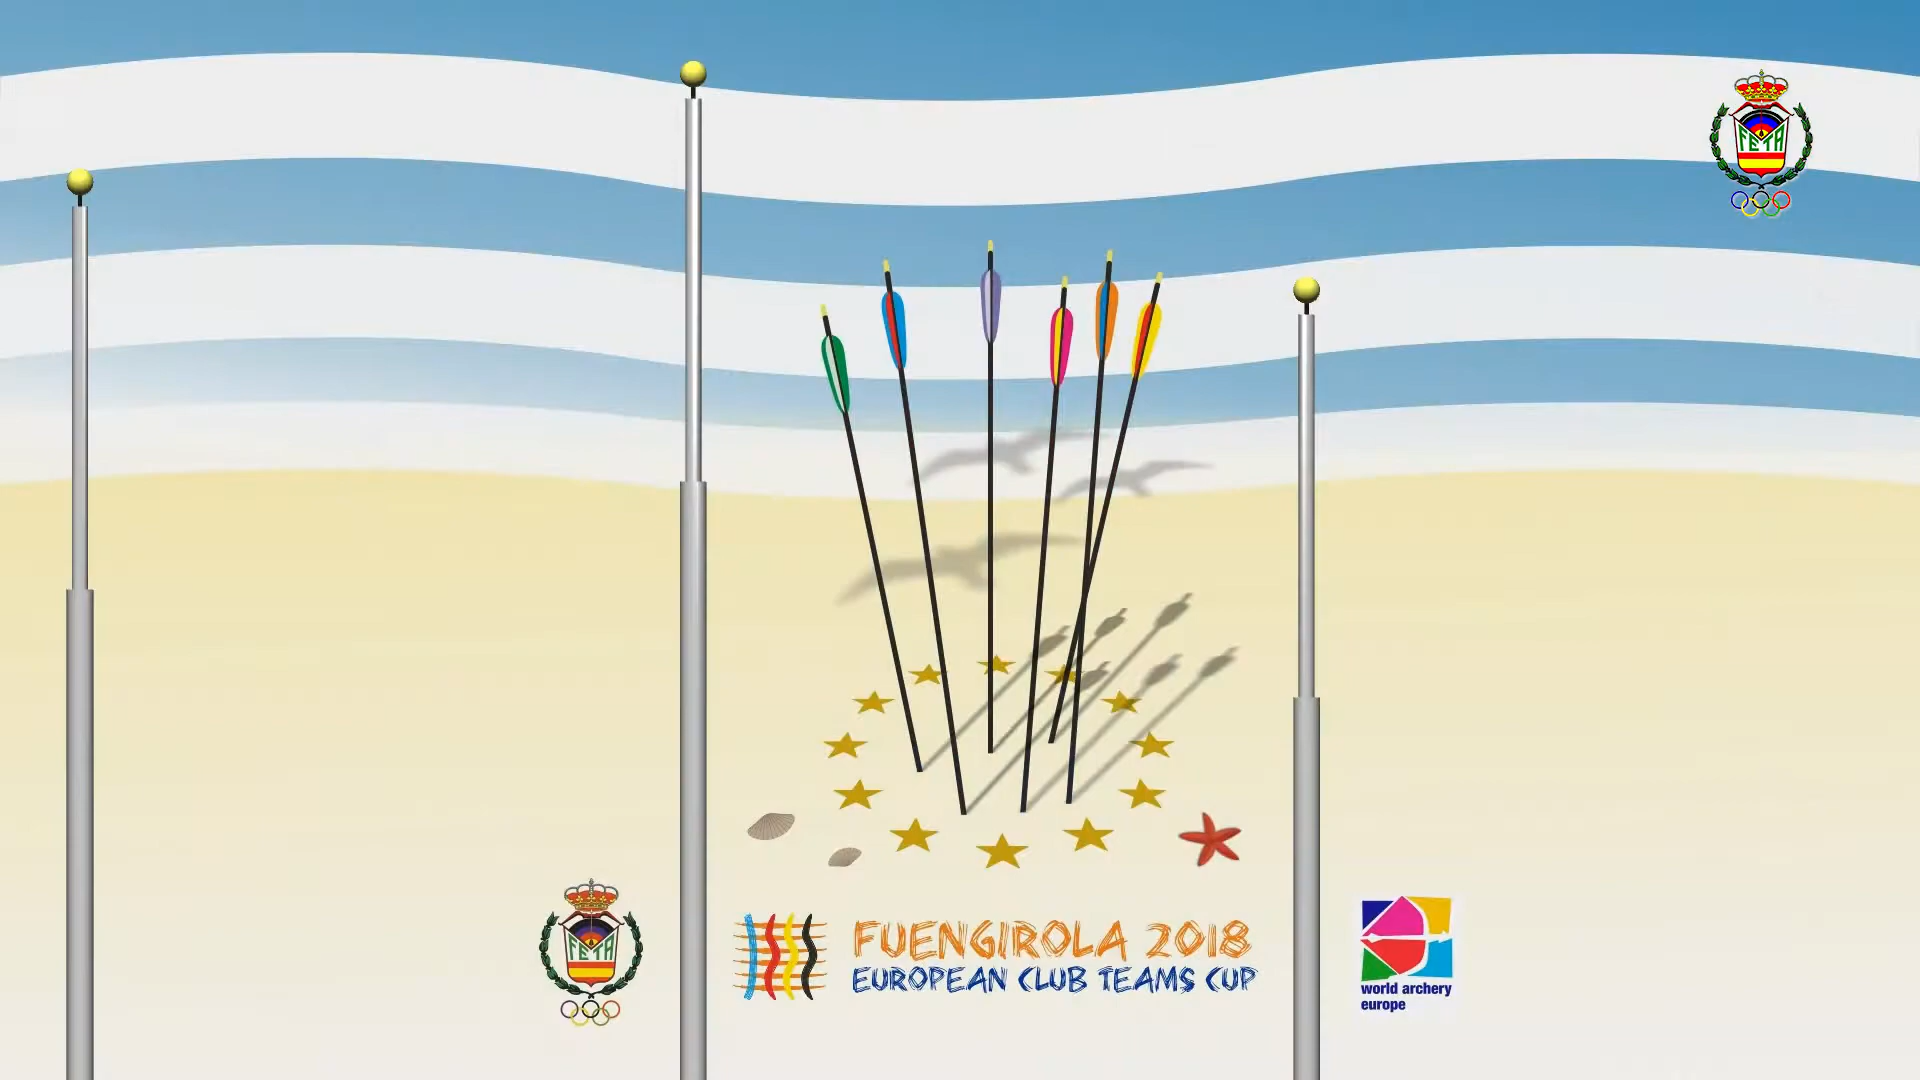 FETA
FETA
FUENGIROLA 2018
EUROPEAN CLUB TEAMS CUP
world archery
europe